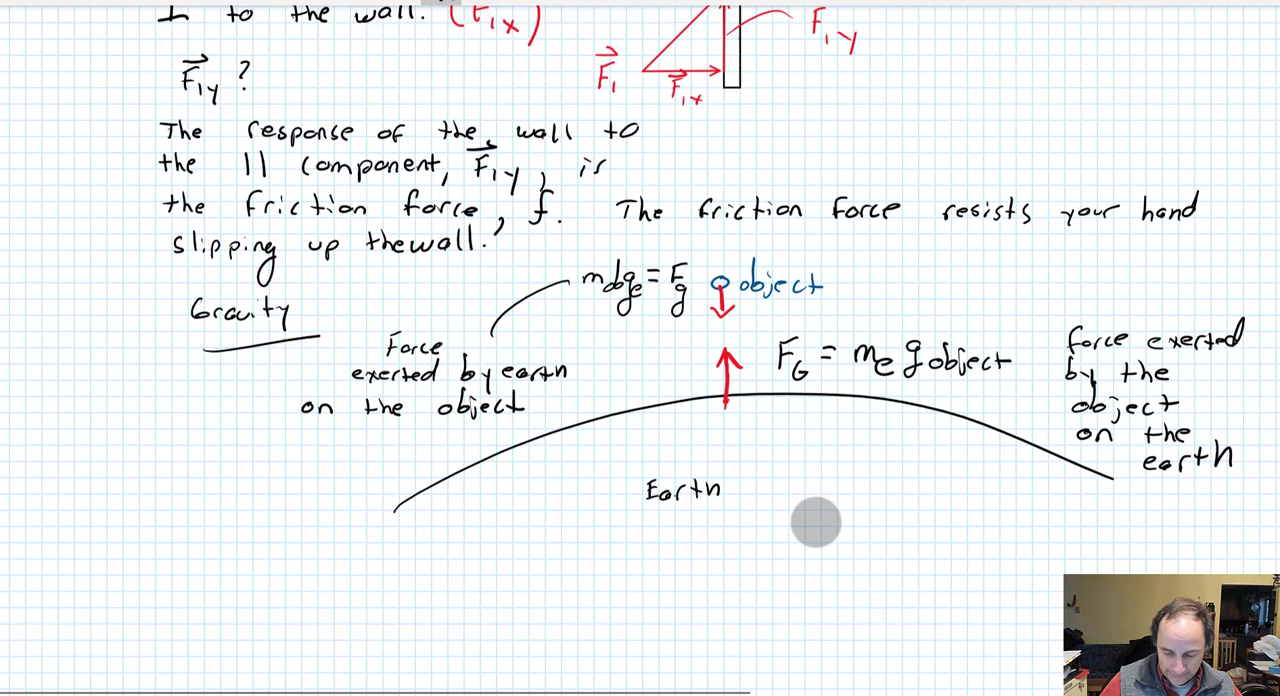 ⊥ to the wall. (F1x)
F1y
F1y ?
F1
F1x
The response of the wall to
the || component, F1y, is
the friction force, f. The friction force resists your hand
slipping up the wall.
object
Gravity
Force
exerted by earth
on the object
FG = me gobject
force exerted
by the
object
on the
earth
Earth